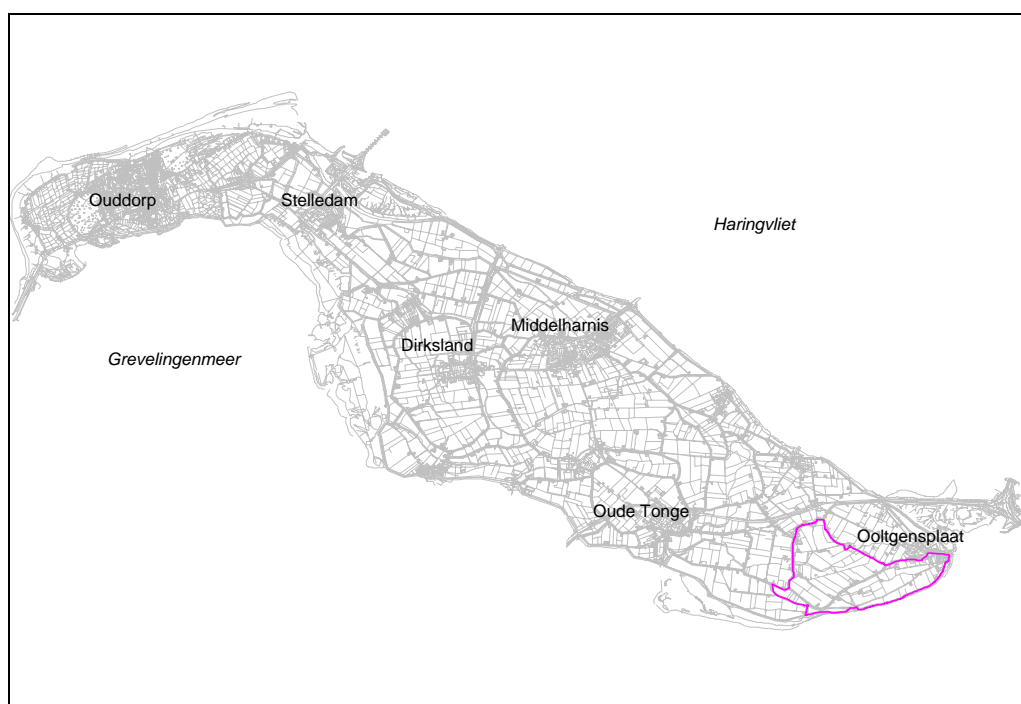 Ouddorp
Stelledam
Haringvliet
Middelharnis
Dirksland
Grevelingenmeer
Oude Tonge
Ooltgensplaat